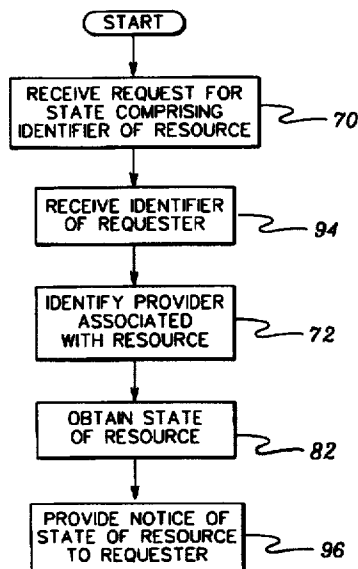 START
RECEIVE REQUEST FOR
STATE COMPRISING
IDENTIFIER OF RESOURCE
70
RECEIVE IDENTIFIER
OF REQUESTER
94
IDENTIFY PROVIDER
ASSOCIATED
WITH RESOURCE
72
OBTAIN STATE
OF RESOURCE
82
PROVIDE NOTICE OF
STATE OF RESOURCE
TO REQUESTER
96